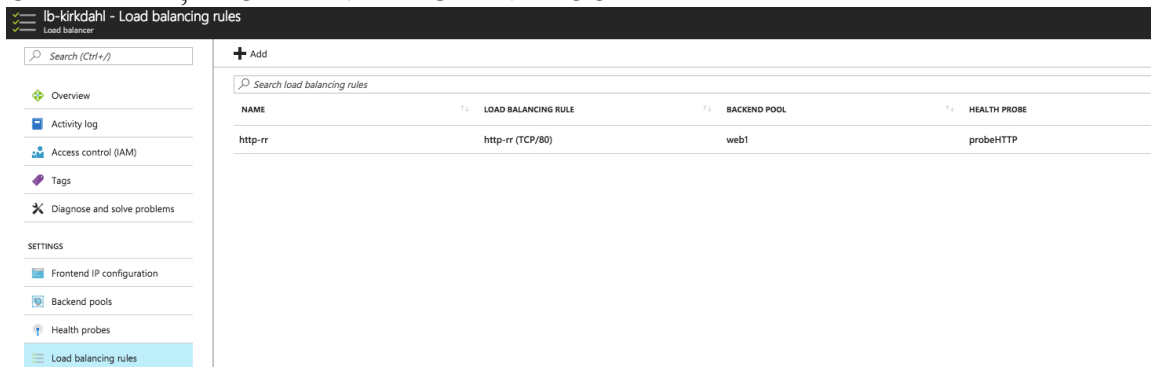 lb-kirkdahl - Load balancing rules
Load balancer
Search (Ctrl+/)
Overview
Activity log
Access control (IAM)
Tags
Diagnose and solve problems
SETTINGS
Frontend IP configuration
Backend pools
Health probes
Load balancing rules
Add
Search load balancing rules
NAME LOAD BALANCING RULE BACKEND POOL HEALTH PROBE
http-rr http-rr (TCP/80) web1 probeHTTP